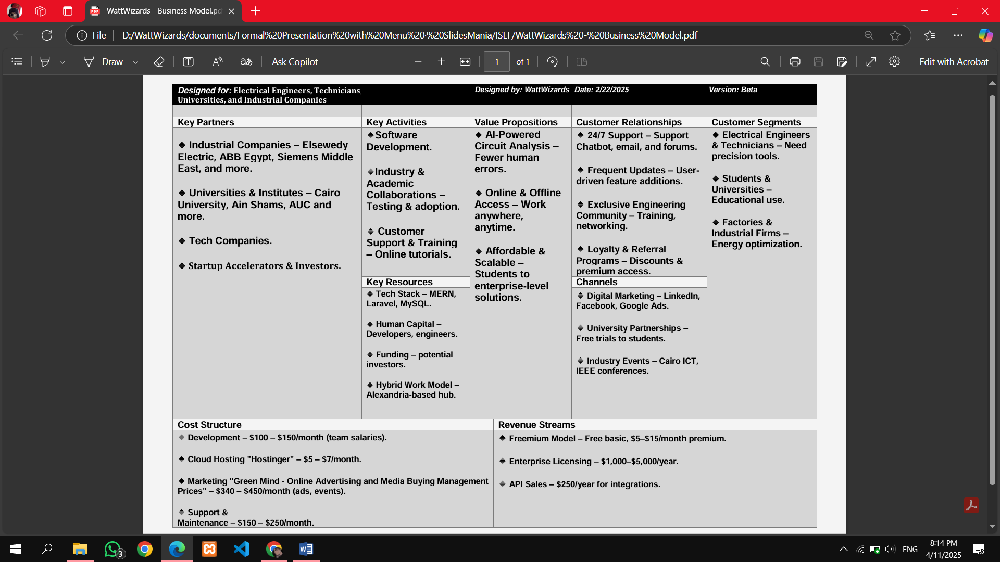 WattWizards - Business Model.pd
File
D:/WattWizards/documents/Formal%20Presentation%20with%20Menu%20·%20SlidesMania/ISEF/WattWizards%20-%20Business%20Model.pdf
Draw
Ask Copilot
1
of 1
Edit with Acrobat
Designed for: Electrical Engineers, Technicians,
Universities, and Industrial Companies
Designed by: WattWizards
Date: 2/22/2025
Version: Beta
Key Partners
◆ Industrial Companies – Elsewedy
Electric, ABB Egypt, Siemens Middle
East, and more.
◆ Universities & Institutes – Cairo
University, Ain Shams, AUC and
more.
◆ Tech Companies.
◆ Startup Accelerators & Investors.
Key Activities
◆Software
Development.
◆Industry &
Academic
Collaborations –
Testing & adoption.
◆ Customer
Support & Training
– Online tutorials.
Key Resources
◆ Tech Stack – MERN,
Laravel, MySQL.
◆ Human Capital –
Developers, engineers.
◆ Funding – potential
investors.
◆ Hybrid Work Model –
Alexandria-based hub.
Value Propositions
◆ AI-Powered
Circuit Analysis –
Fewer human
errors.
◆ Online & Offline
Access – Work
anywhere,
anytime.
◆ Affordable &
Scalable –
Students to
enterprise-level
solutions.
Customer Relationships
◆ 24/7 Support – Support
Chatbot, email, and forums.
◆ Frequent Updates – User-
driven feature additions.
◆ Exclusive Engineering
Community – Training,
networking.
◆ Loyalty & Referral
Programs – Discounts &
premium access.
Channels
◆ Digital Marketing – LinkedIn,
Facebook, Google Ads.
◆ University Partnerships –
Free trials to students.
◆ Industry Events – Cairo ICT,
IEEE conferences.
Customer Segments
◆ Electrical Engineers
& Technicians – Need
precision tools.
◆ Students &
Universities –
Educational use.
◆ Factories &
Industrial Firms –
Energy optimization.
Cost Structure
◆ Development – $100 – $150/month (team salaries).
◆ Cloud Hosting "Hostinger" – $5 – $7/month.
◆ Marketing "Green Mind - Online Advertising and Media Buying Management
Prices" – $340 – $450/month (ads, events).
◆ Support &
Maintenance – $150 – $250/month.
Revenue Streams
◆ Freemium Model – Free basic, $5–$15/month premium.
◆ Enterprise Licensing – $1,000–$5,000/year.
◆ API Sales – $250/year for integrations.
3
ENG
8:14 PM
4/11/2025